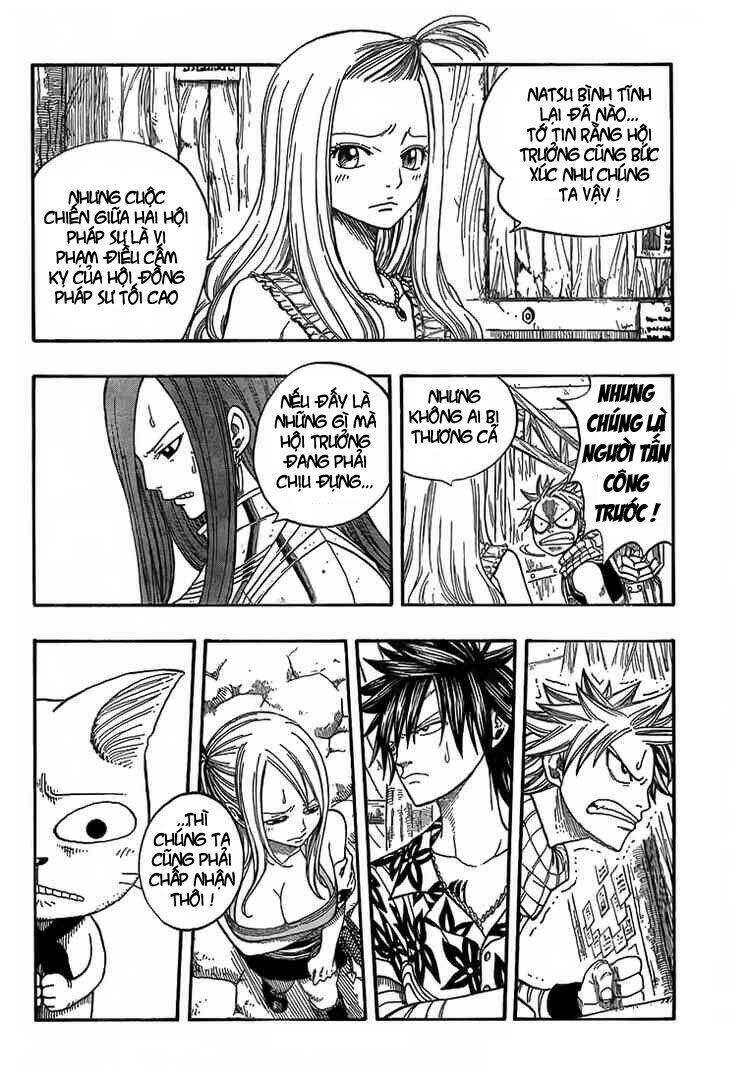 NATSU BÌNH TĨNH
LẠI ĐÃ NÀO...
TỚ TIN RẰNG HỘI
TRƯỞNG CŨNG BỨC
XÚC NHƯ CHÚNG
TA VẬY !
NHƯNG CUỘC
CHIẾN GIỮA HAI HỘI
PHÁP SƯ LÀ VI
PHẠM ĐIỀU CẤM
KỴ CỦA HỘI ĐỒNG
PHÁP SƯ TỐI CAO
NHƯNG
CHÚNG LÀ
NGƯỜI TẤN
CÔNG
TRƯỚC !
NHƯNG
KHÔNG AI BỊ
THƯƠNG CẢ
NẾU ĐẤY LÀ
NHỮNG GÌ MÀ
HỘI TRƯỞNG
ĐANG PHẢI
CHỊU ĐỰNG...
...THÌ
CHÚNG TA
CŨNG PHẢI
CHẤP NHẬN
THÔI !